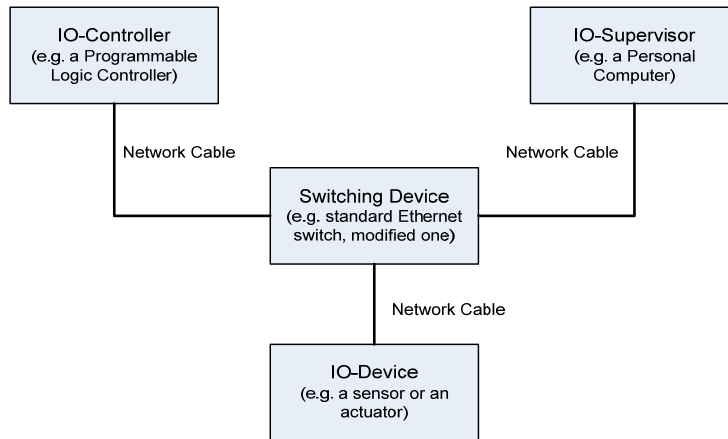 IO-Controller
(e.g. a Programmable
Logic Controller)
IO-Supervisor
(e.g. a Personal
Computer)
Network Cable
Network Cable
Switching Device
(e.g. standard Ethernet
switch, modified one)
Network Cable
IO-Device
(e.g. a sensor or an
actuator)